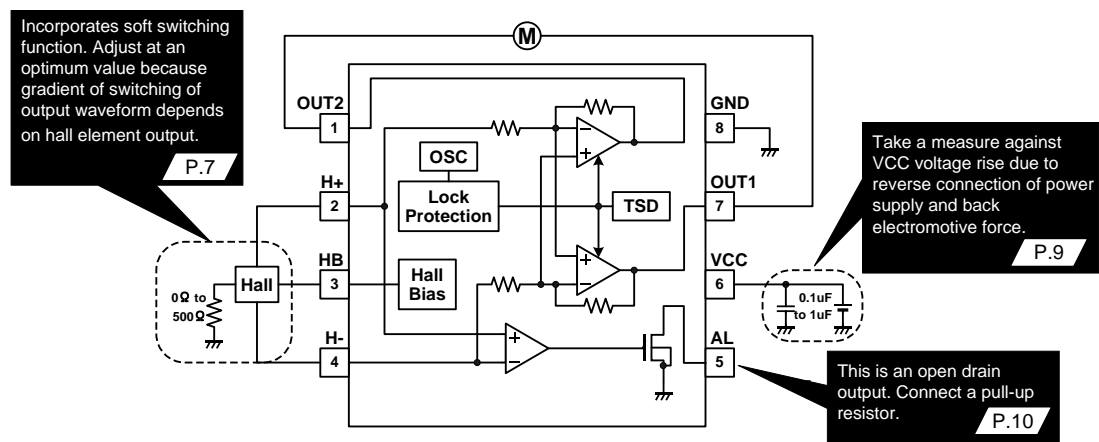 Incorporates soft switching
function. Adjust at an
optimum value because
gradient of switching of
output waveform depends
on hall element output.
P.7
M
OUT2
1
GND
8
OSC
Lock
Protection
TSD
H+
2
OUT1
7
Take a measure against
VCC voltage rise due to
reverse connection of power
supply and back
electromotive force.
P.9
HB
3
Hall
Bias
VCC
6
Hall
0Ω to
500Ω
0.1uF
to 1uF
H-
4
AL
5
This is an open drain
output. Connect a pull-up
resistor.
P.10
− 
+
+
−
+
−